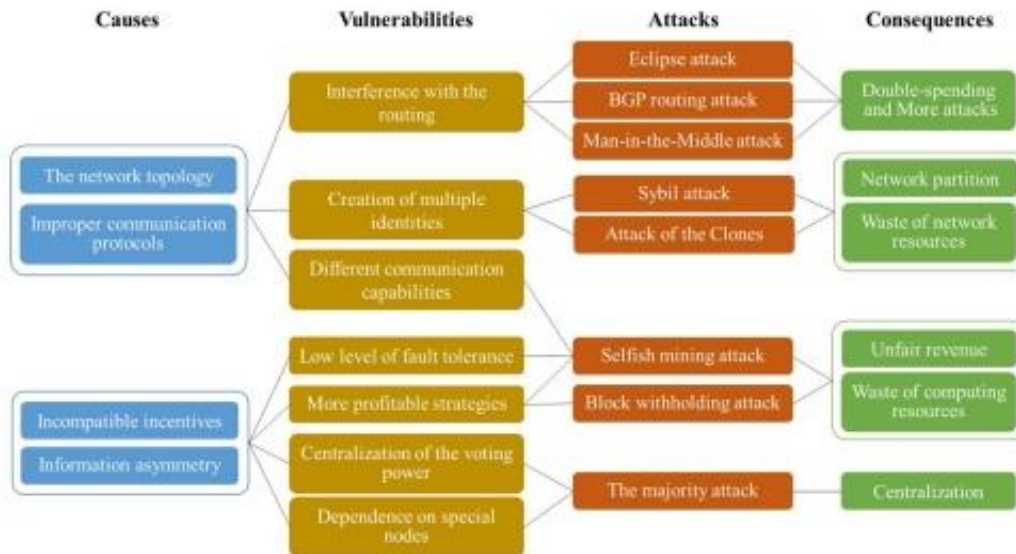 Causes
Vulnerabilities
Attacks
Consequences
The network topology
Improper communication
protocols
Incompatible incentives
Information asymmetry
Interference with the
routing
Creation of multiple
identities
Different communication
capabilities
Low level of fault tolerance
More profitable strategies
Centralization of the voting
power
Dependence on special
nodes
Eclipse attack
BGP routing attack
Man-in-the-Middle attack
Sybil attack
Attack of the Clones
Selfish mining attack
Block withholding attack
The majority attack
Double-spending
and More attacks
Network partition
Waste of network
resources
Unfair revenue
Waste of computing
resources
Centralization